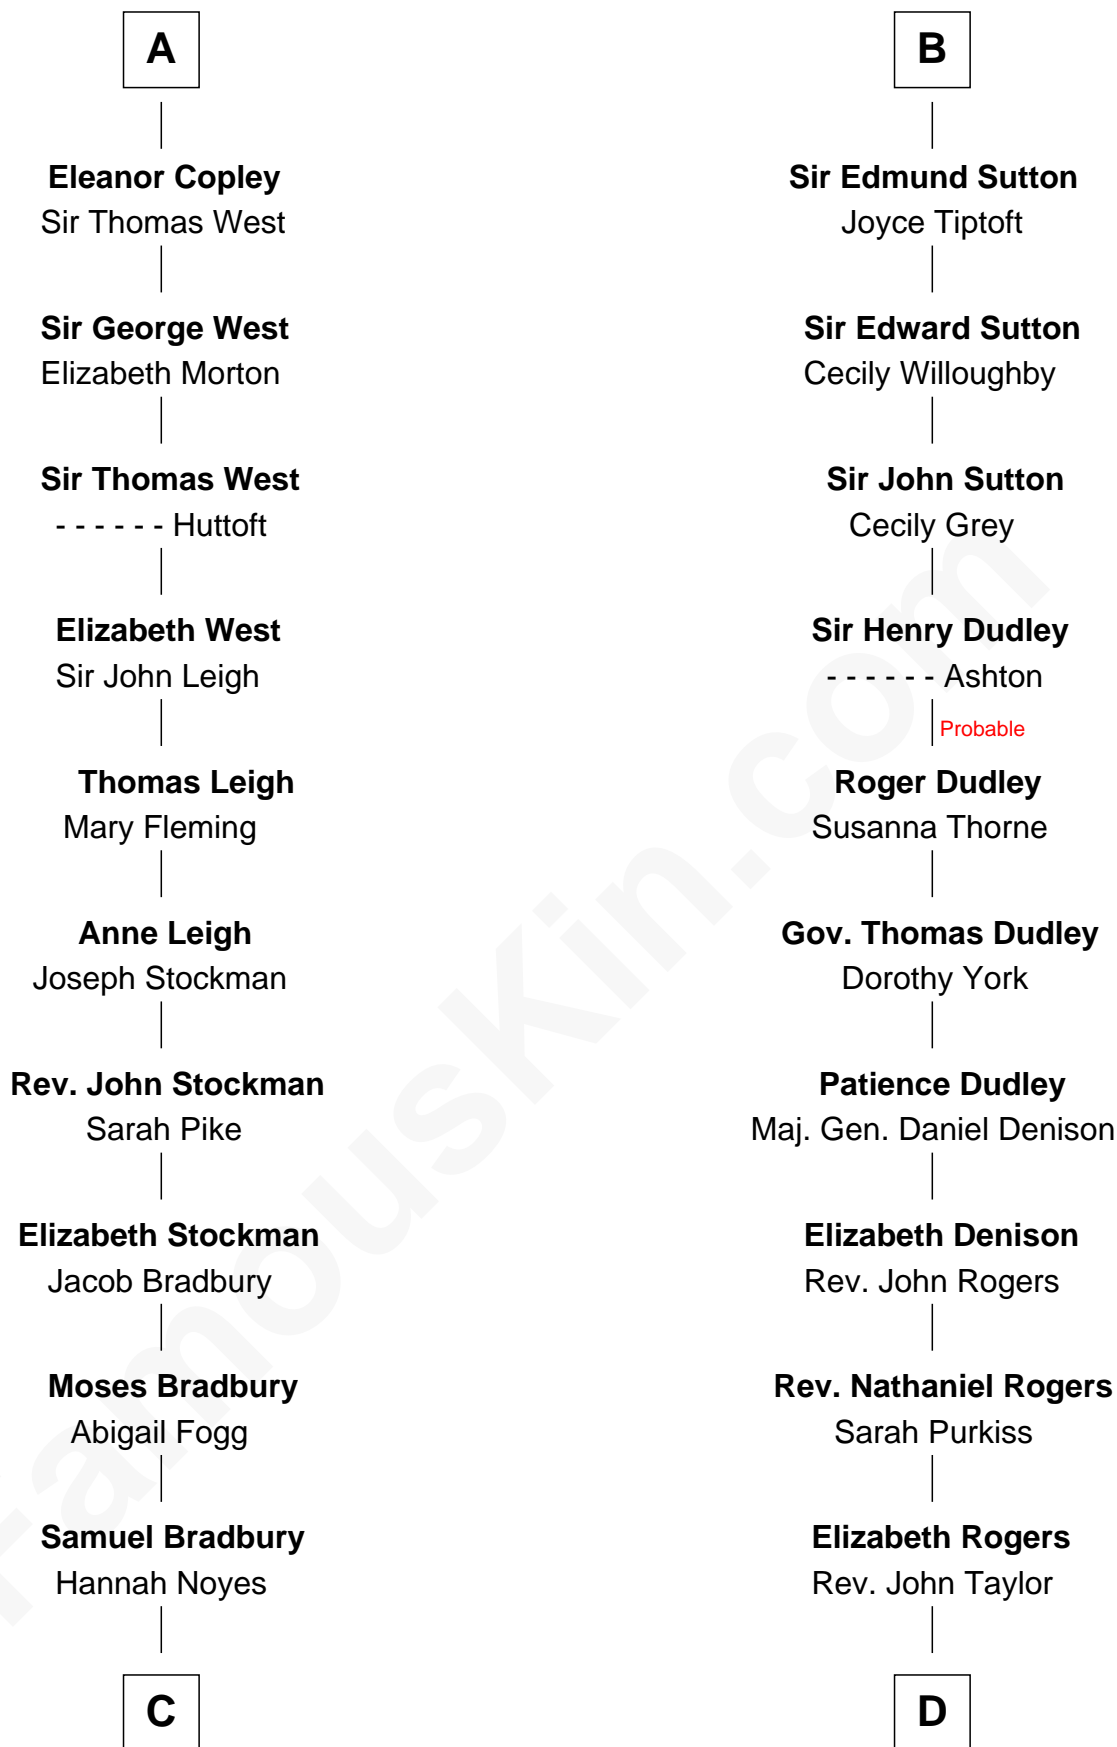 A
Eleanor Copley
Sir Thomas West
Sir George West
Elizabeth Morton
Sir Thomas West
- - - - - - Huttoft
Elizabeth West
Sir John Leigh
Thomas Leigh
Mary Fleming
Anne Leigh
Joseph Stockman
Rev. John Stockman
Sarah Pike
Elizabeth Stockman
Jacob Bradbury
Moses Bradbury
Abigail Fogg
Samuel Bradbury
Hannah Noyes
C
B
Sir Edmund Sutton
Joyce Tiptoft
Sir Edward Sutton
Cecily Willoughby
Sir John Sutton
Cecily Grey
Sir Henry Dudley
- - - - - - Ashton
Probable
Roger Dudley
Susanna Thorne
Gov. Thomas Dudley
Dorothy York
Patience Dudley
Maj. Gen. Daniel Denison
Elizabeth Denison
Rev. John Rogers
Rev. Nathaniel Rogers
Sarah Purkiss
Elizabeth Rogers
Rev. John Taylor
D
FamousKin.com